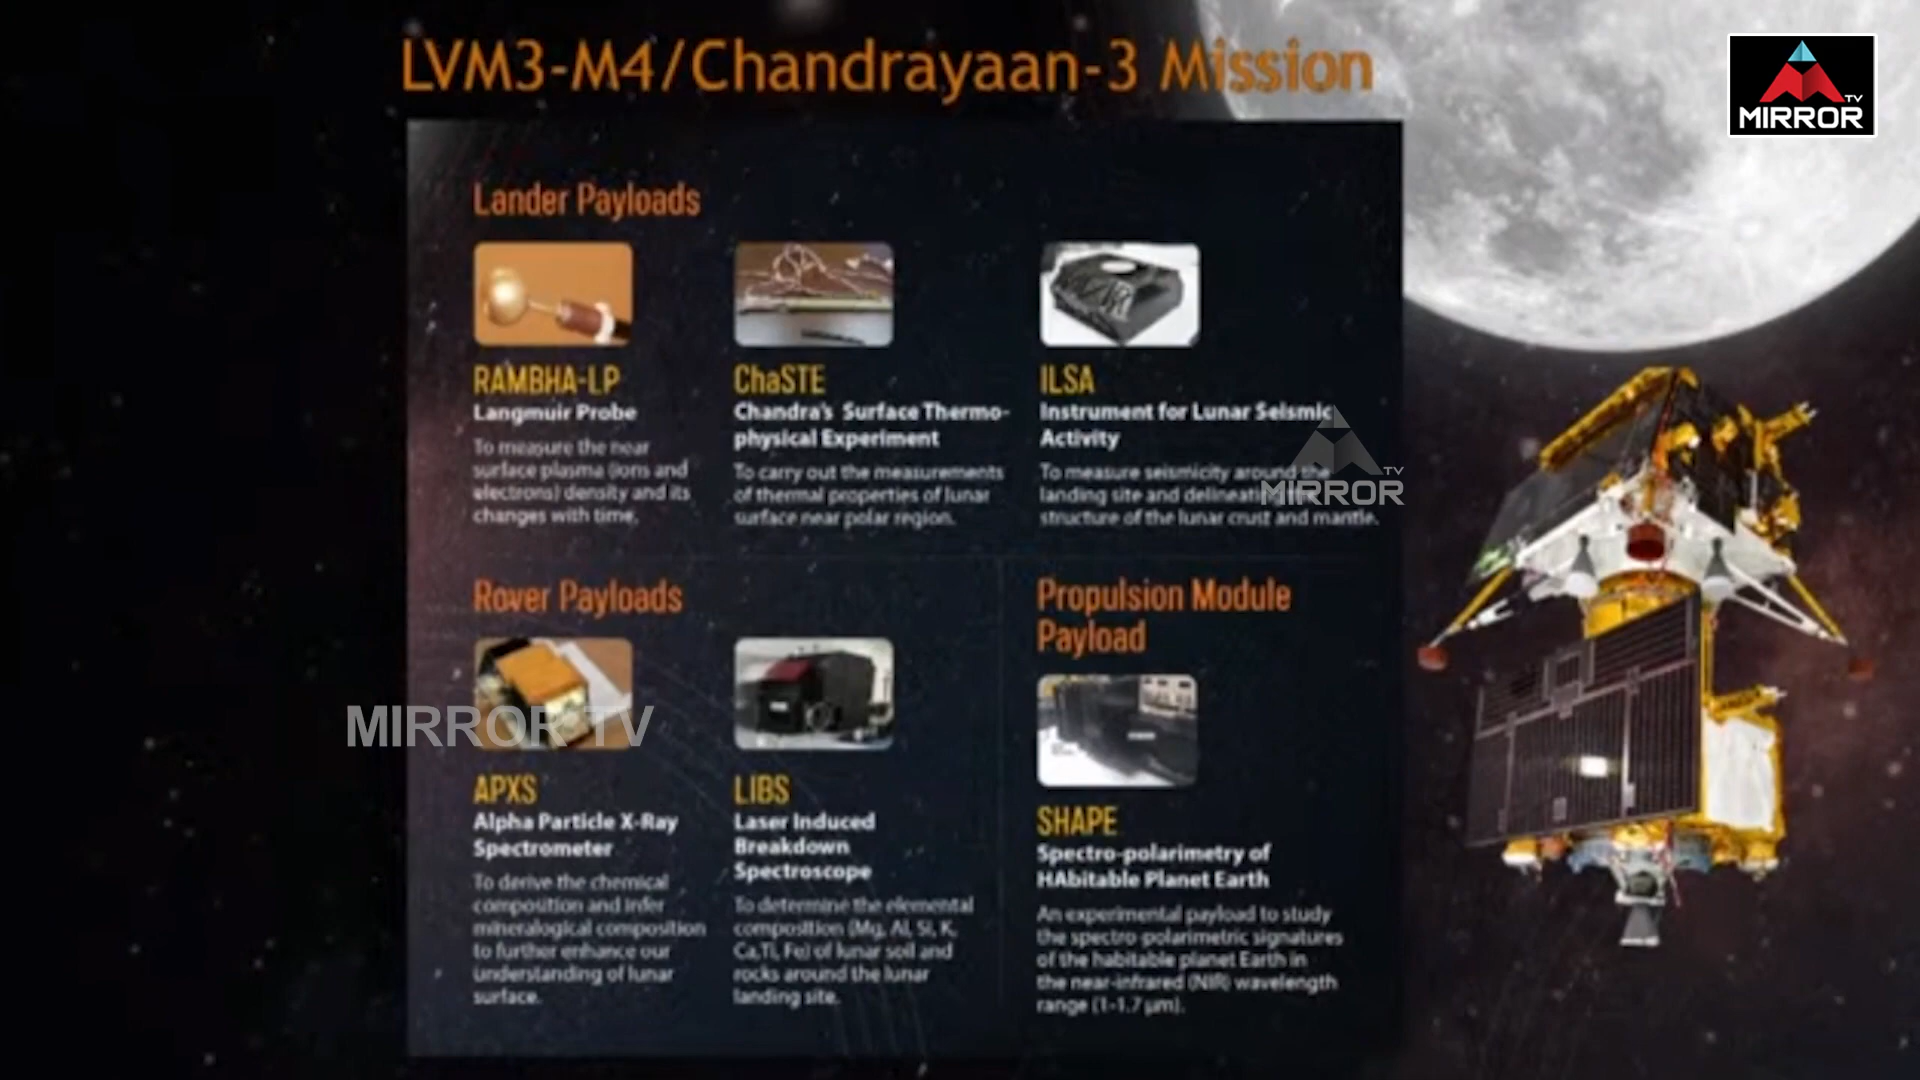 LVM3-M4/Chandrayaan-3 Mission
TV
MIRROR
Lander Payloads
RAMBHA-LP
Langmuir Probe
To measure the near
surface plasma (ions and
electrons) density and its
changes with time.
ChaSTE
Chandra's Surface Thermo-
physical Experiment
To carry out the measurements
of thermal properties of lunar
surface near polar region.
ILSA
Instrument for Lunar Seismic
Activity
To measure seismicity around the
landing site and
structure of the lunar crust and mantle.
TV
MIRROR
Rover Payloads
MIRROR TV
APXS
Alpha Particle X-Ray
Spectrometer
To derive the chemical
composition and infer
mineralogical composition
to further enhance our
understanding of lunar
surface.
LIBS
Laser Induced
Breakdown
Spectroscope
To determine the elemental
composition (Mg, Al, Si, K,
Ca,Ti, Fe) of lunar soil and
rocks around the lunar
landing site.
Propulsion Module
Payload
SHAPE
Spectro-polarimetry of
HAbitable Planet Earth
An experimental payload to study
the spectro-polarimetric signatures
of the habitable planet Earth in
the near-infrared (NIR) wavelength
range (1-1.7 μm).